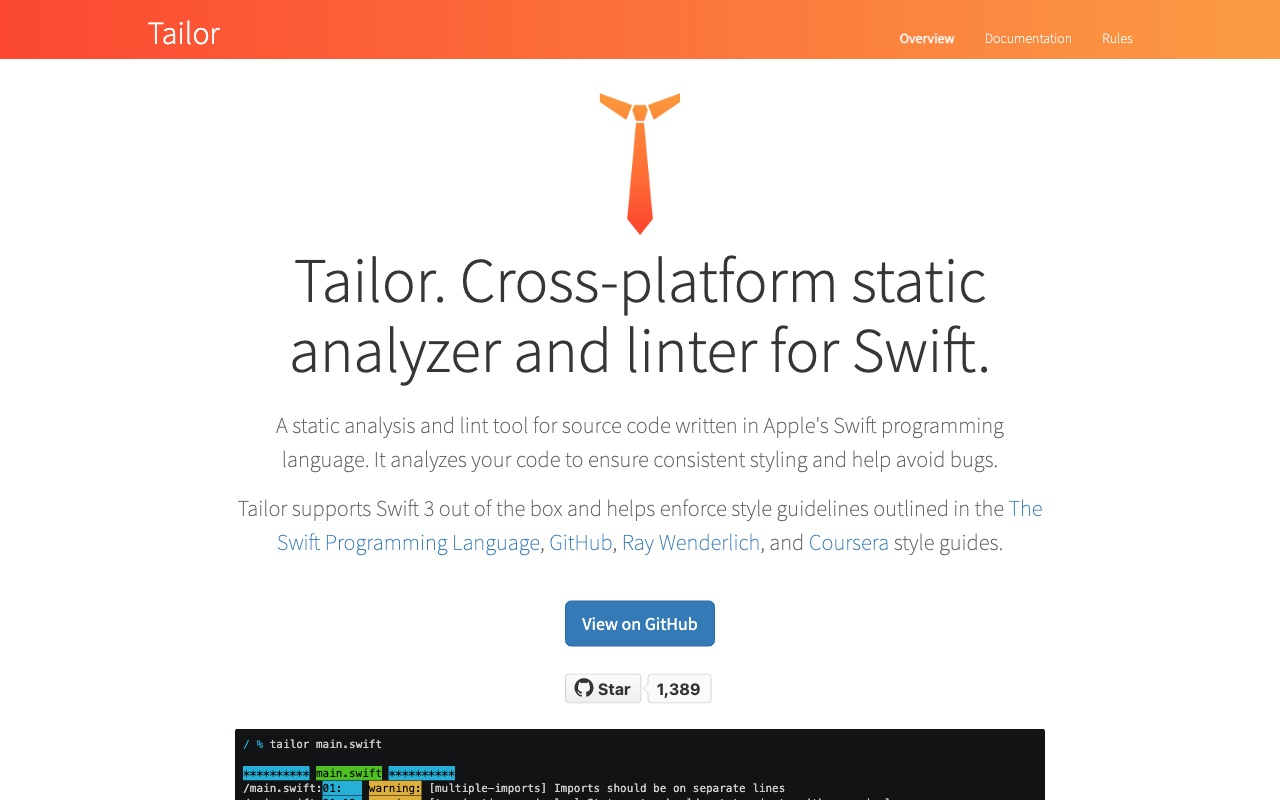 Tailor
Overview
Documentation
Rules
Tailor. Cross-platform static
analyzer and linter for Swift.
A static analysis and lint tool for source code written in Apple's Swift programming
language. It analyzes your code to ensure consistent styling and help avoid bugs.
Tailor supports Swift 3 out of the box and helps enforce style guidelines outlined in the The
Swift Programming Language, GitHub, Ray Wenderlich, and Coursera style guides.
View on GitHub
Star 1,389
/ % tailor main.swift
********** main.swift **********
/main.swift:01: warning: [multiple-imports] Imports should be on separate lines